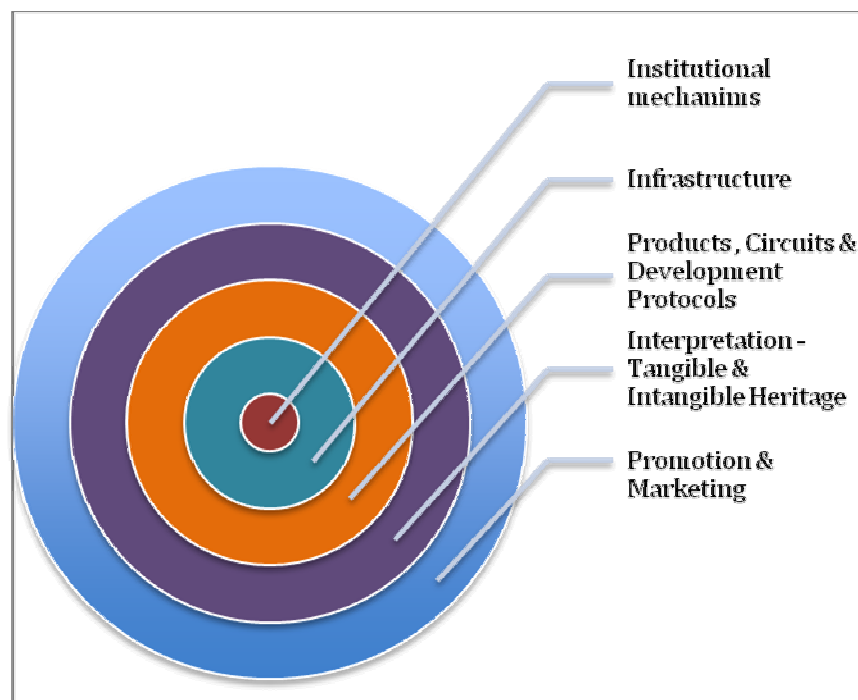 Institutional
mechanims
Infrastructure
Products , Circuits &
Development
Protocols
Interpretation -
Tangible &
Intangible Heritage
Promotion &
Marketing